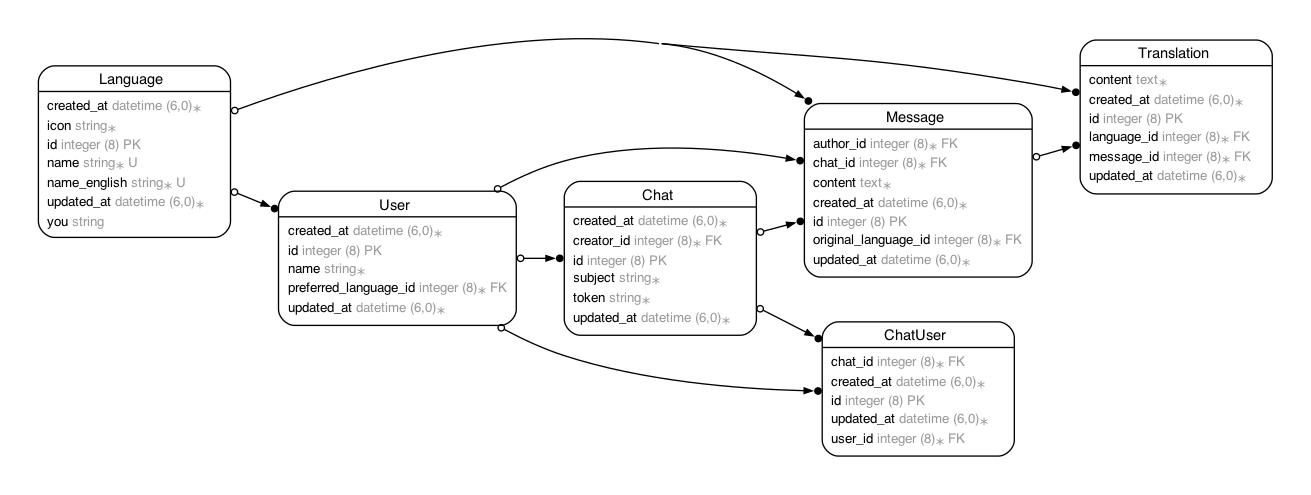 Language
created_at datetime (6,0)∗
icon string∗
id integer (8) PK
name string∗ U
name_english string∗ U
updated_at datetime (6,0)∗
you string
User
created_at datetime (6,0)∗
id integer (8) PK
name string∗
preferred_language_id integer (8)∗ FK
updated_at datetime (6,0)∗
Chat
created_at datetime (6,0)∗
creator_id integer (8)∗ FK
id integer (8) PK
subject string∗
token string∗
updated_at datetime (6,0)∗
Message
author_id integer (8)∗ FK
chat_id integer (8)∗ FK
content text∗
created_at datetime (6,0)∗
id integer (8) PK
original_language_id integer (8)∗ FK
updated_at datetime (6,0)∗
ChatUser
chat_id integer (8)∗ FK
created_at datetime (6,0)∗
id integer (8) PK
updated_at datetime (6,0)∗
user_id integer (8)∗ FK
Translation
content text∗
created_at datetime (6,0)∗
id integer (8) PK
language_id integer (8)∗ FK
message_id integer (8)∗ FK
updated_at datetime (6,0)∗